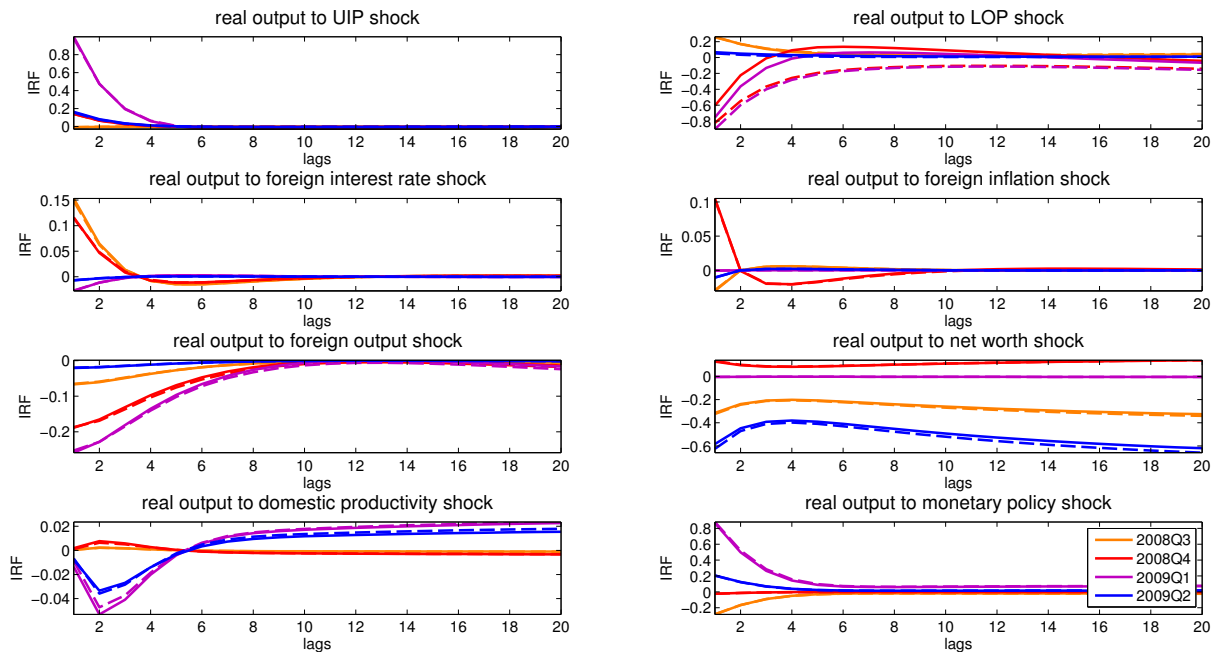 real output to UIP shock
IRF
0.8
0.6
0.4
0.2
0
2 4 6 8 10 12 14 16 18 20
lags
real output to LOP shock
IRF
0.2
0
−0.2
−0.4
−0.6
−0.8
2 4 6 8 10 12 14 16 18 20
lags
real output to foreign interest rate shock
IRF
0.15
0.1
0.05
0
2 4 6 8 10 12 14 16 18 20
lags
real output to foreign inflation shock
IRF
0.1
0.05
0
2 4 6 8 10 12 14 16 18 20
lags
real output to foreign output shock
IRF
0
−0.1
−0.2
2 4 6 8 10 12 14 16 18 20
lags
real output to net worth shock
IRF
0
−0.2
−0.4
−0.6
2 4 6 8 10 12 14 16 18 20
lags
real output to domestic productivity shock
IRF
0.02
0
−0.02
−0.04
2 4 6 8 10 12 14 16 18 20
lags
real output to monetary policy shock
IRF
0.8
0.6
0.4
0.2
0
−0.2
2 4 6 8 10 12 14 16 18 20
lags
2008Q3
2008Q4
2009Q1
2009Q2